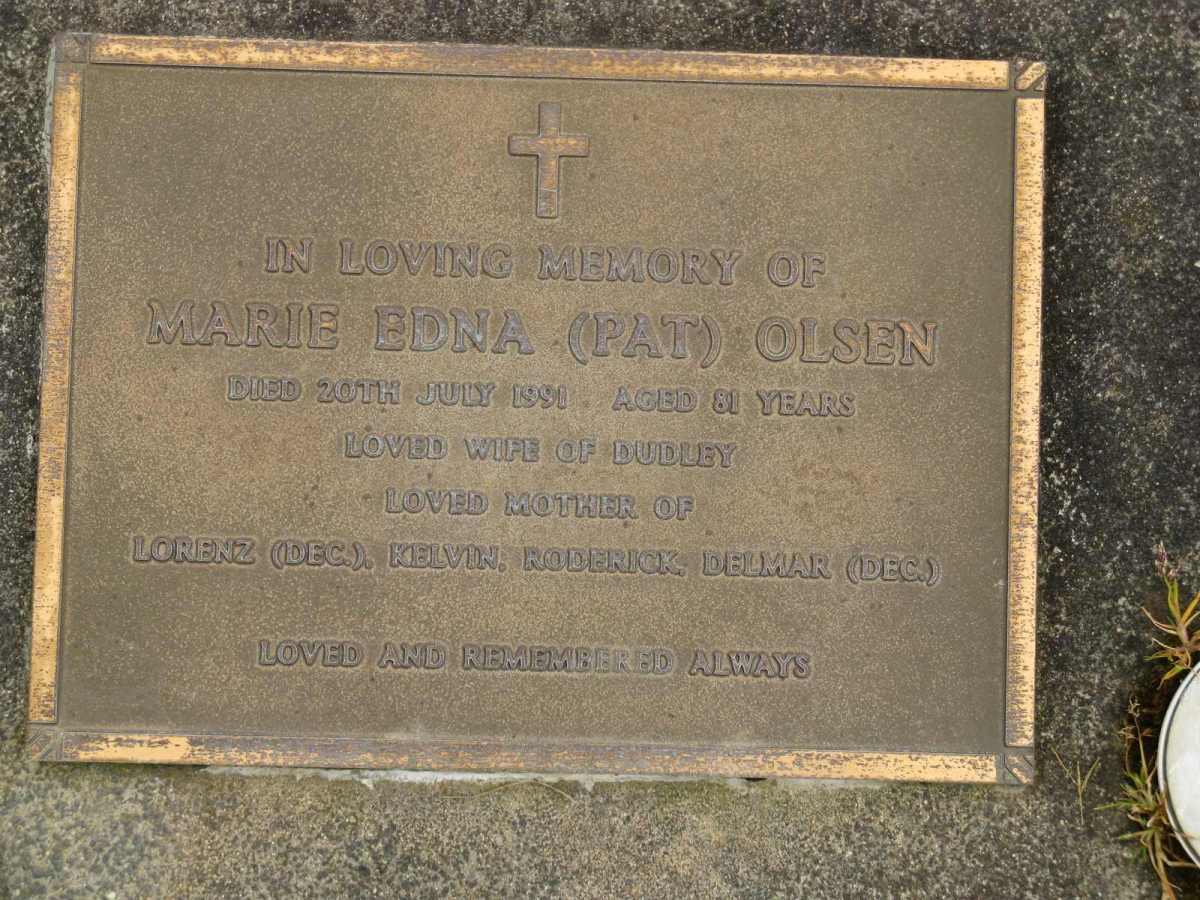 IN LOVING MEMORY OF
MARIE EDNA (PAT) OLSEN
DIED 20TH JULY 1991 AGED 81 YEARS
LOVED WIFE OF DUDLEY
LOVED MOTHER OF
LORENZ (DEC.), KELVIN, RODERICK, DELMAR (DEC.)
LOVED AND REMEMBERED ALWAYS